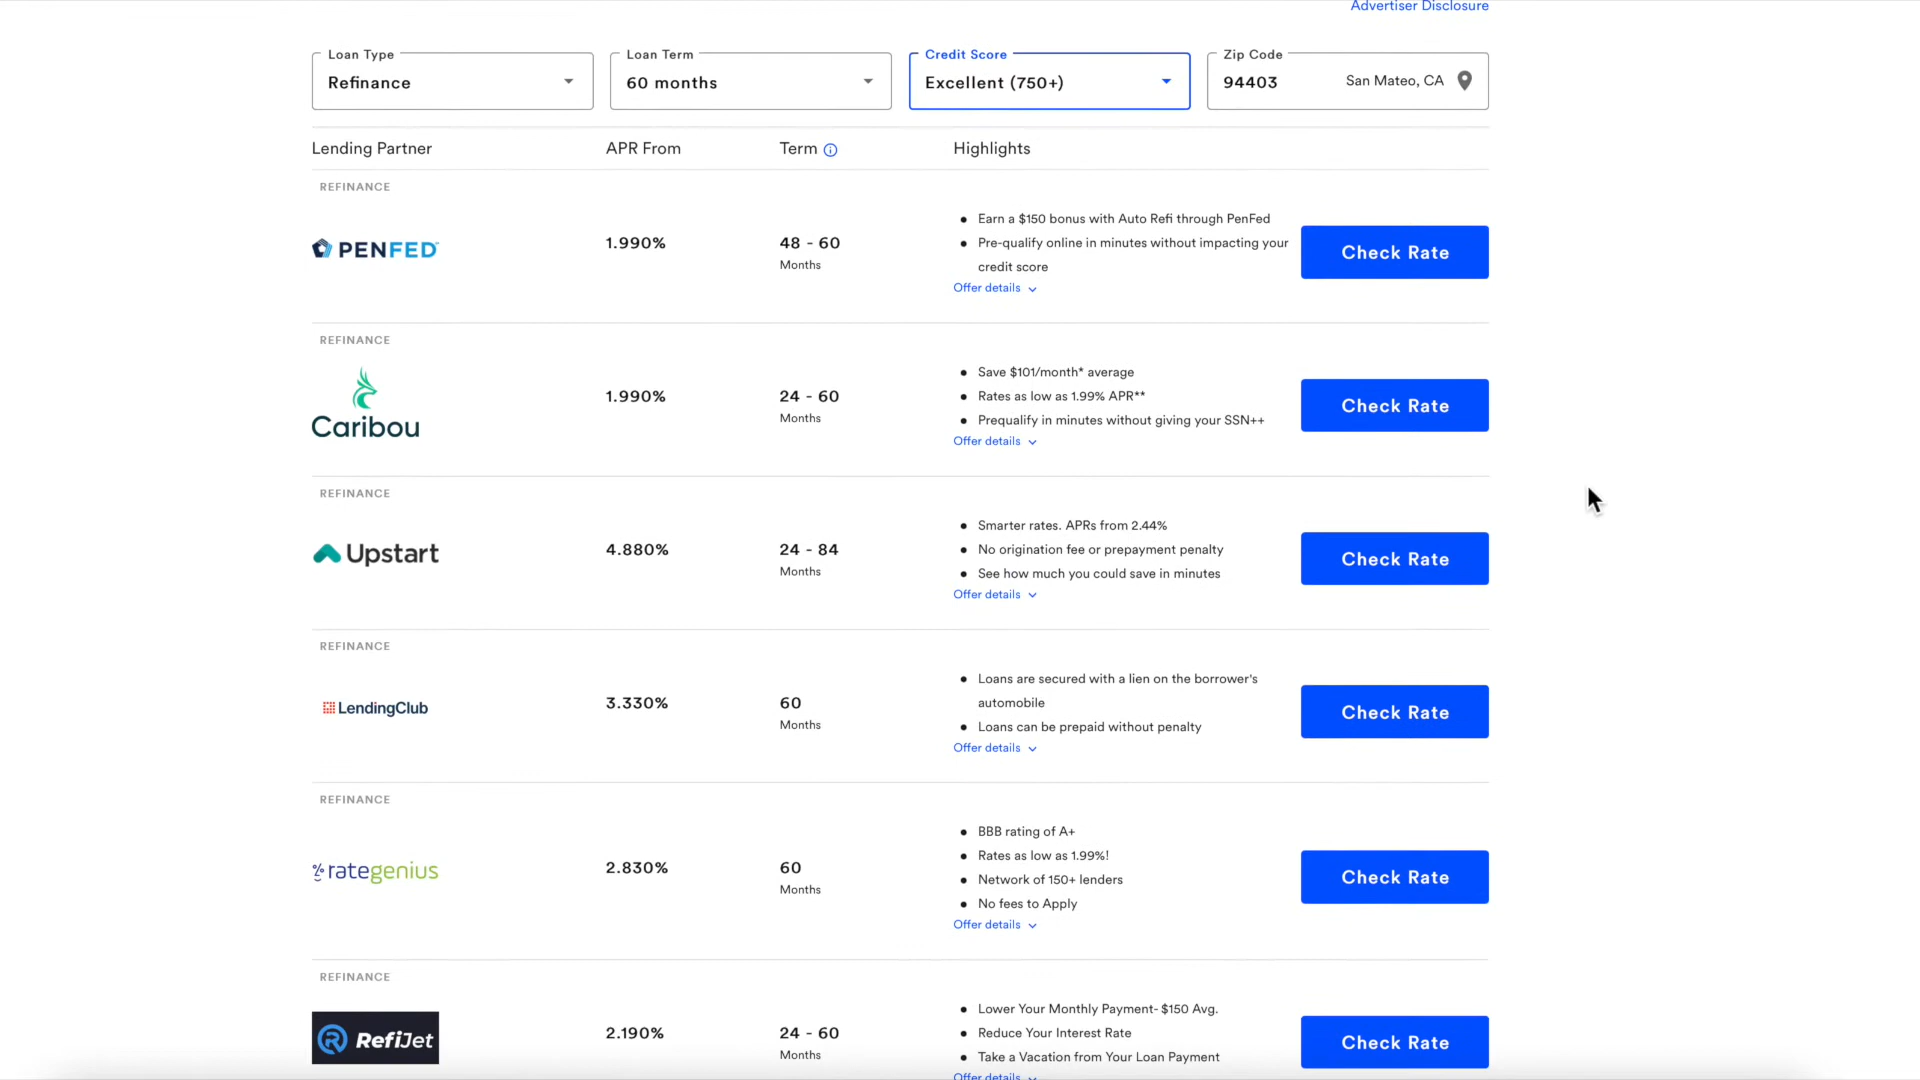 Advertiser Disclosure
Loan Type
Refinance
Loan Term
60 months
Credit Score
Excellent (750+)
Zip Code
94403
San Mateo, CA
Lending Partner
APR From
Term
Highlights
REFINANCE
PENFED
1.990%
48 - 60
Months
Earn a $150 bonus with Auto Refi through PenFed
Pre-qualify online in minutes without impacting your
credit score
Offer details
Check Rate
REFINANCE
Caribou
1.990%
24 - 60
Months
Save $101/month* average
Rates as low as 1.99% APR**
Prequalify in minutes without giving your SSN++
Offer details
Check Rate
REFINANCE
Upstart
4.880%
24 - 84
Months
Smarter rates. APRs from 2.44%
No origination fee or prepayment penalty
See how much you could save in minutes
Offer details
Check Rate
REFINANCE
LendingClub
3.330%
60
Months
Loans are secured with a lien on the borrower's
automobile
Loans can be prepaid without penalty
Offer details
Check Rate
REFINANCE
rategenius
2.830%
60
Months
BBB rating of A+
Rates as low as 1.99%!
Network of 150+ lenders
No fees to Apply
Offer details
Check Rate
REFINANCE
RefiJet
2.190%
24 - 60
Months
Lower Your Monthly Payment- $150 Avg.
Reduce Your Interest Rate
Take a Vacation from Your Loan Payment
Offer details
Check Rate